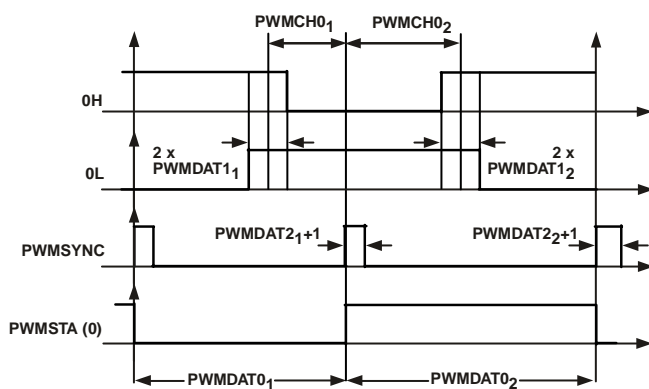 PWMCH0₁ PWMCH0₂
0H
2 x 2 x
PWMDAT1₁ PWMDAT1₂
0L
PWMDAT2₁+1 PWMDAT2₂+1
PWMSYNC
PWMSTA (0)
PWMDAT0₁ PWMDAT0₂